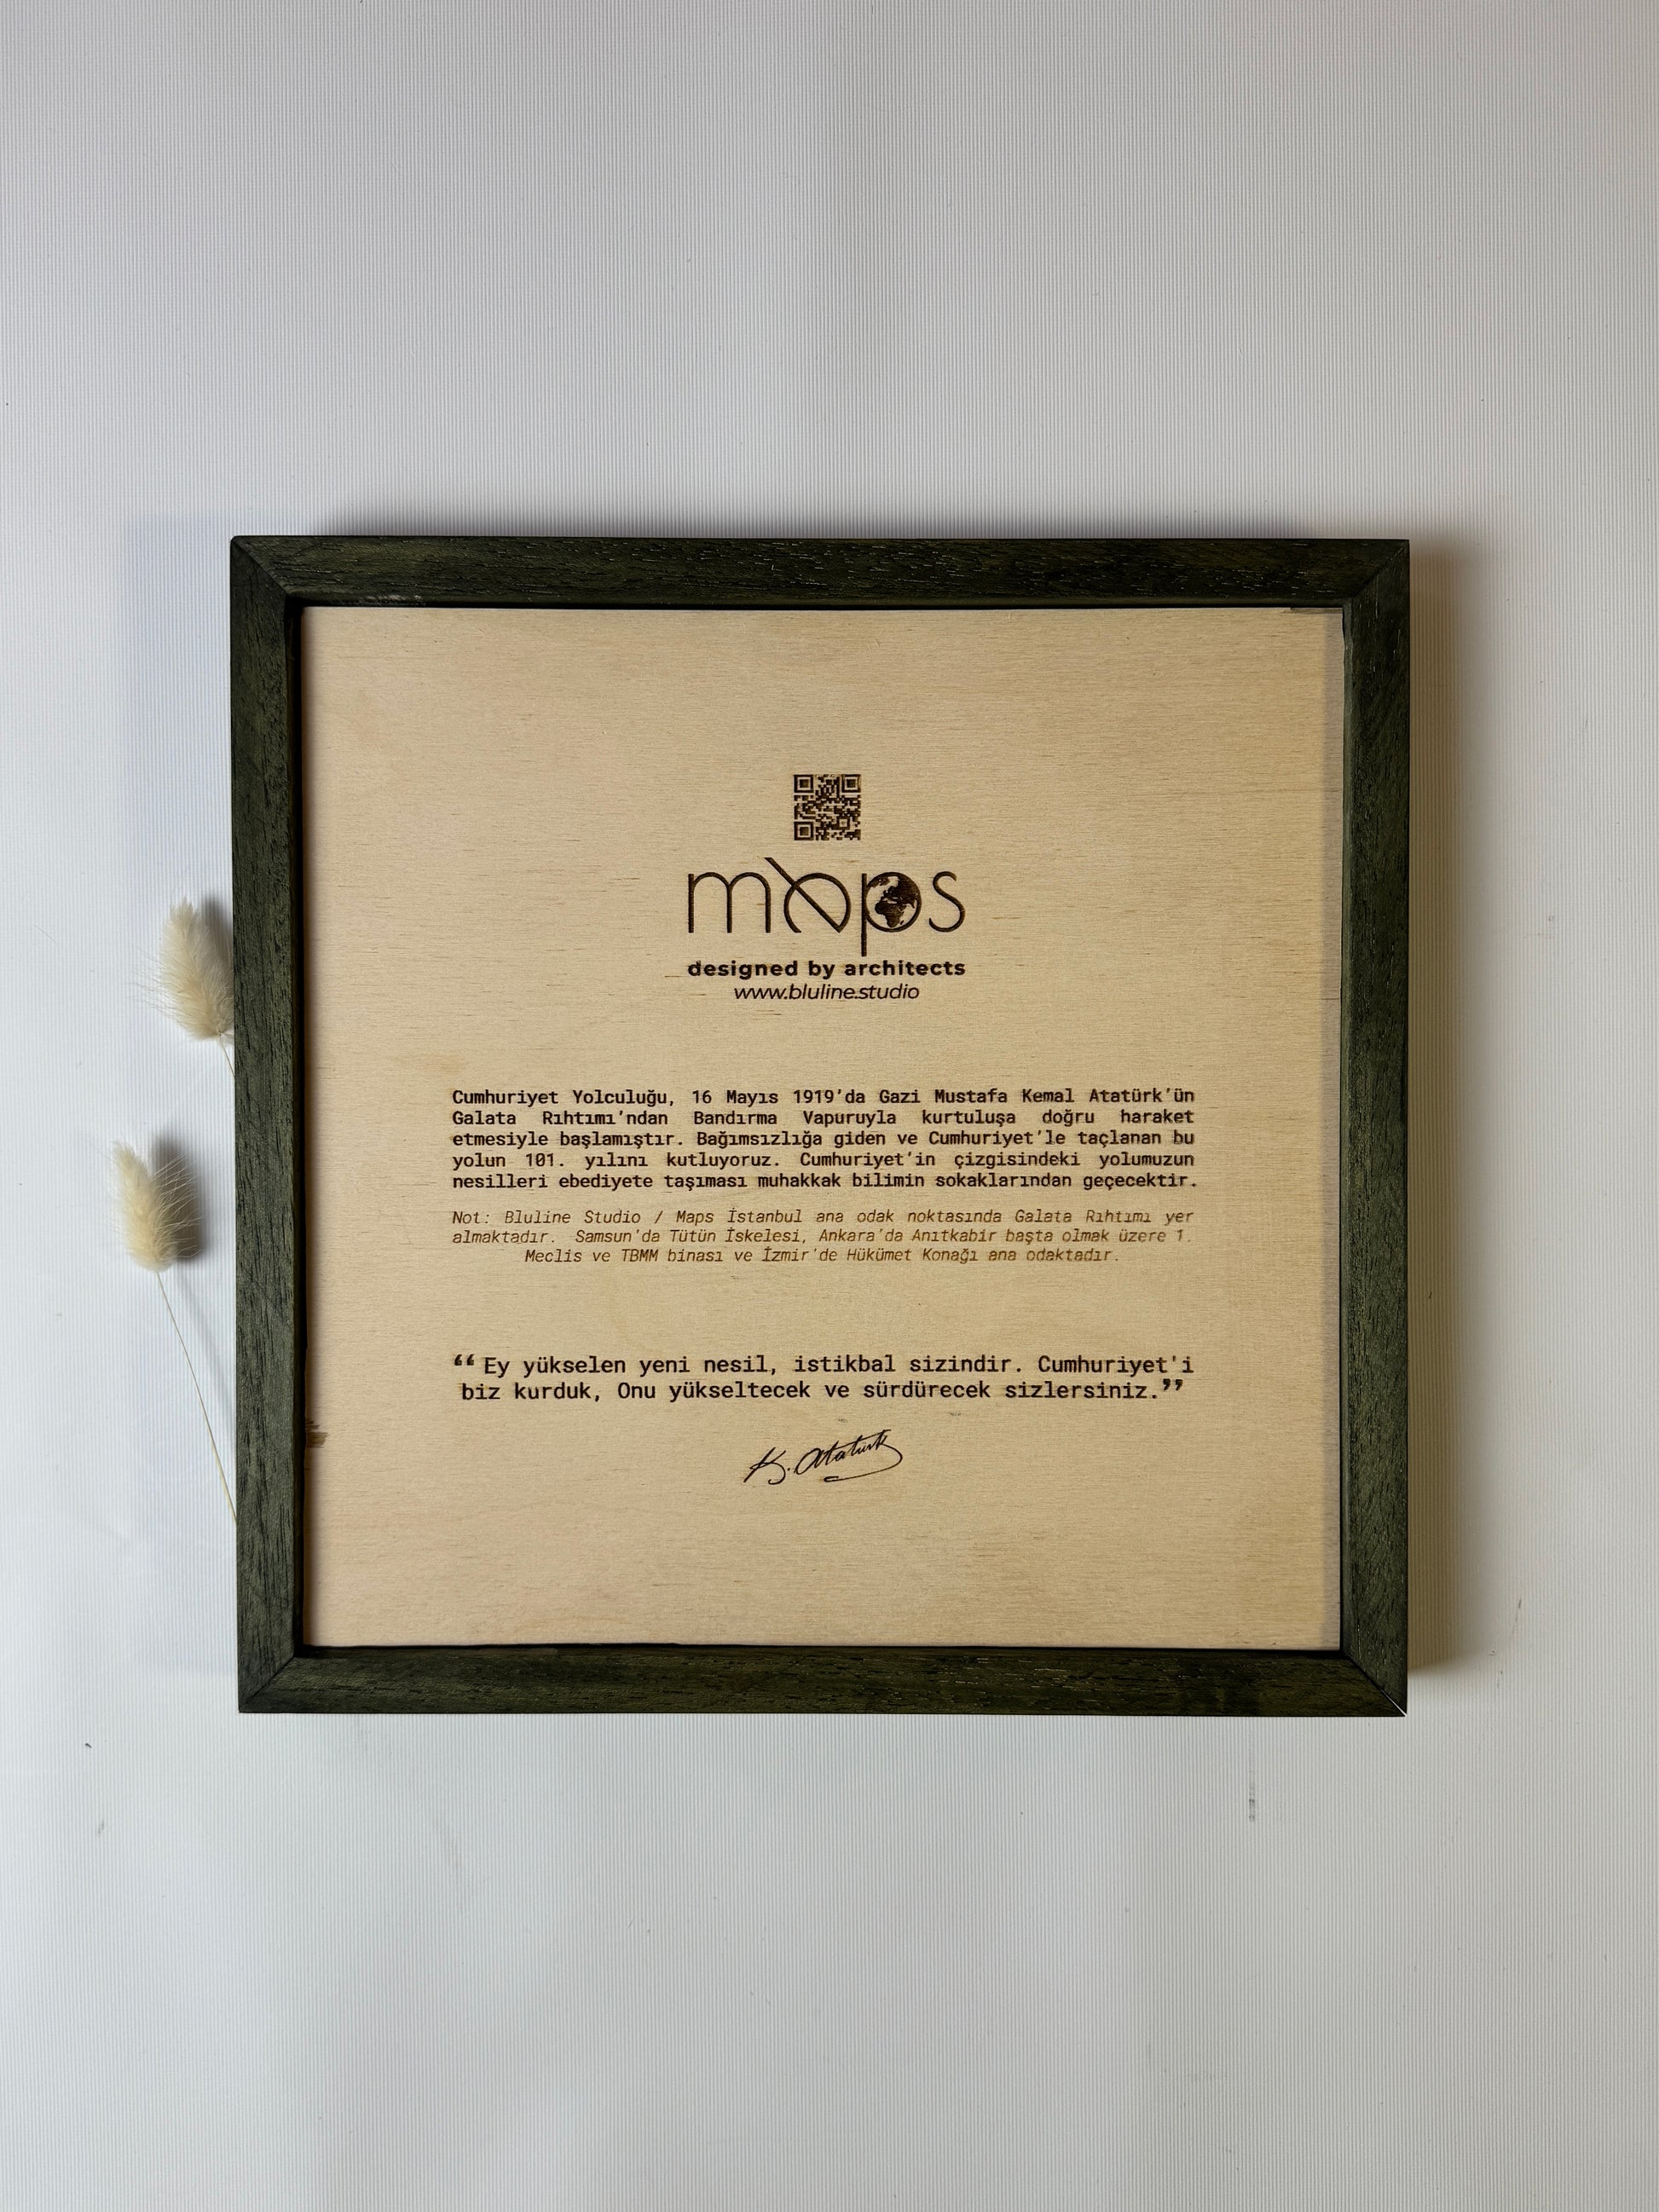 maps
designed by architects
www.bluline.studio
Cumhuriyet Yolculuğu, 16 Mayıs 1919'da Gazi Mustafa Kemal Atatürk'ün
Galata Rıhtımı'ndan Bandırma Vapuruyla kurtuluşa doğru haraket
etmesiyle başlamıştır. Bağımsızlığa giden ve Cumhuriyet'le taçlanan bu
yolun 101. yılını kutluyoruz. Cumhuriyet'in çizgisindeki yolumuzun
nesilleri ebediyete taşıması muhakkak bilimin sokaklarından geçecektir.
Not: Bluline Studio / Maps İstanbul ana odak noktasında Galata Rıhtımı yer
almaktadır. Samsun'da Tütün İskelesi, Ankara'da Anıtkabir başta olmak üzere 1.
Meclis ve TBMM binası ve İzmir'de Hükümet Konağı ana odaktadır.
“Ey yükselen yeni nesil, istikbal sizindir. Cumhuriyet'i
biz kurduk, Onu yükseltecek ve sürdürecek sizlersiniz.”
K. Atatürk